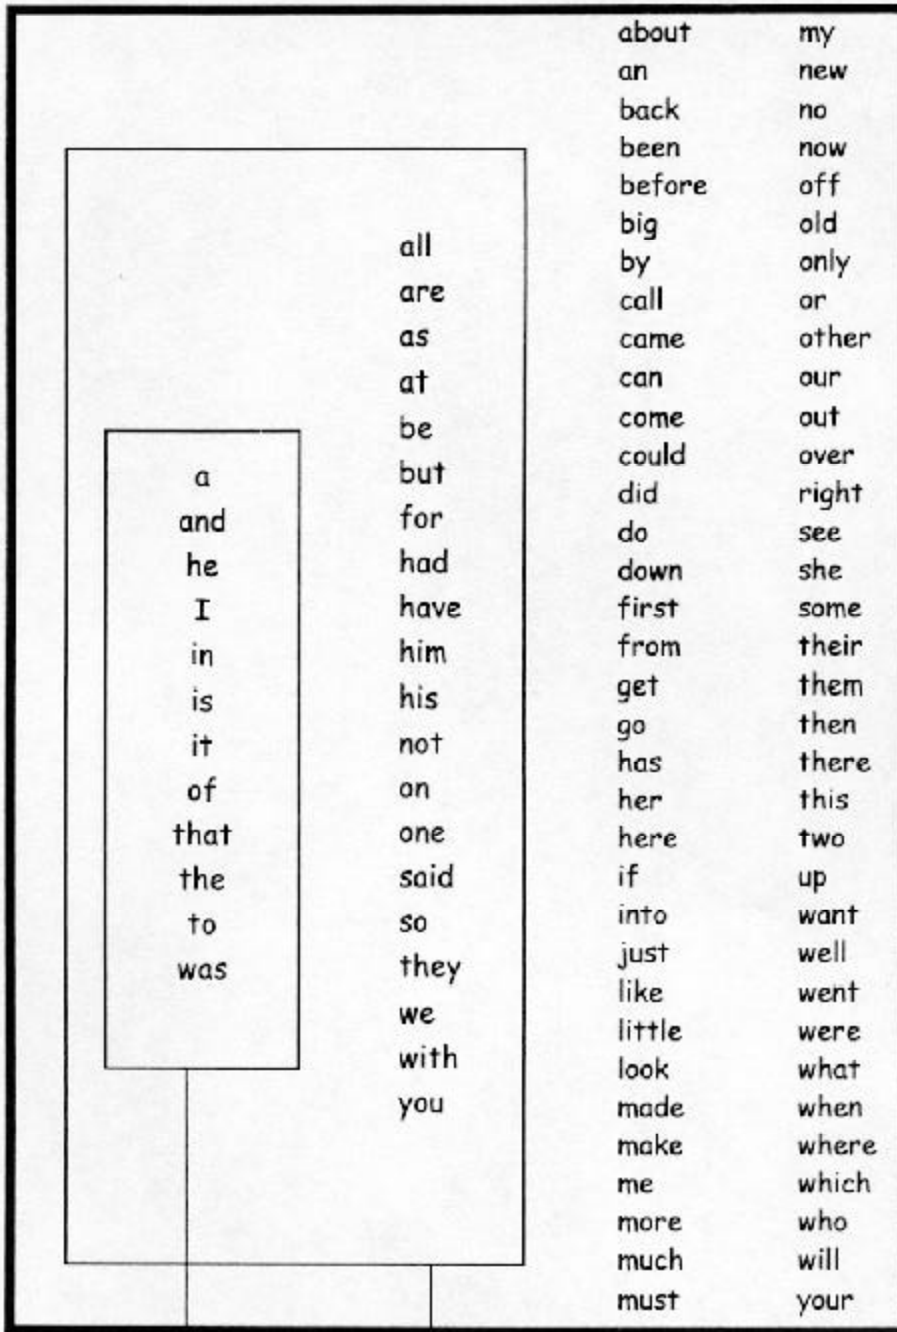 a
and
he
I
in
is
it
of
that
the
to
was
all
are
as
at
be
but
for
had
have
him
his
not
on
one
said
so
they
we
with
you
about
an
back
been
before
big
by
call
came
can
come
could
did
do
down
first
from
get
go
has
her
here
if
into
just
like
little
look
made
make
me
more
much
must
my
new
no
now
off
old
only
or
other
our
out
over
right
see
she
some
their
them
then
there
this
two
up
want
well
went
were
what
when
where
which
who
will
your